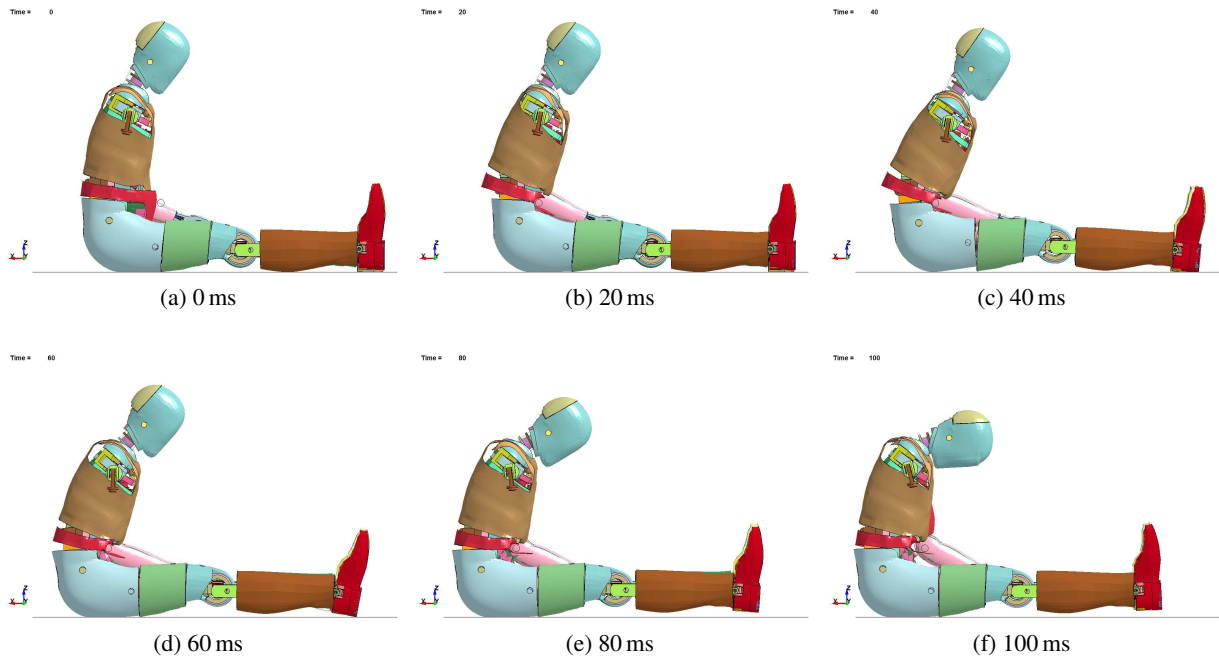 Time = 0
Time = 20
Time = 40
Z
X
Z
X
Z
X
(a) 0 ms
(b) 20 ms
(c) 40 ms
Time = 60
Time = 80
Time = 100
Z
X
Z
X
Z
X
(d) 60 ms
(e) 80 ms
(f) 100 ms